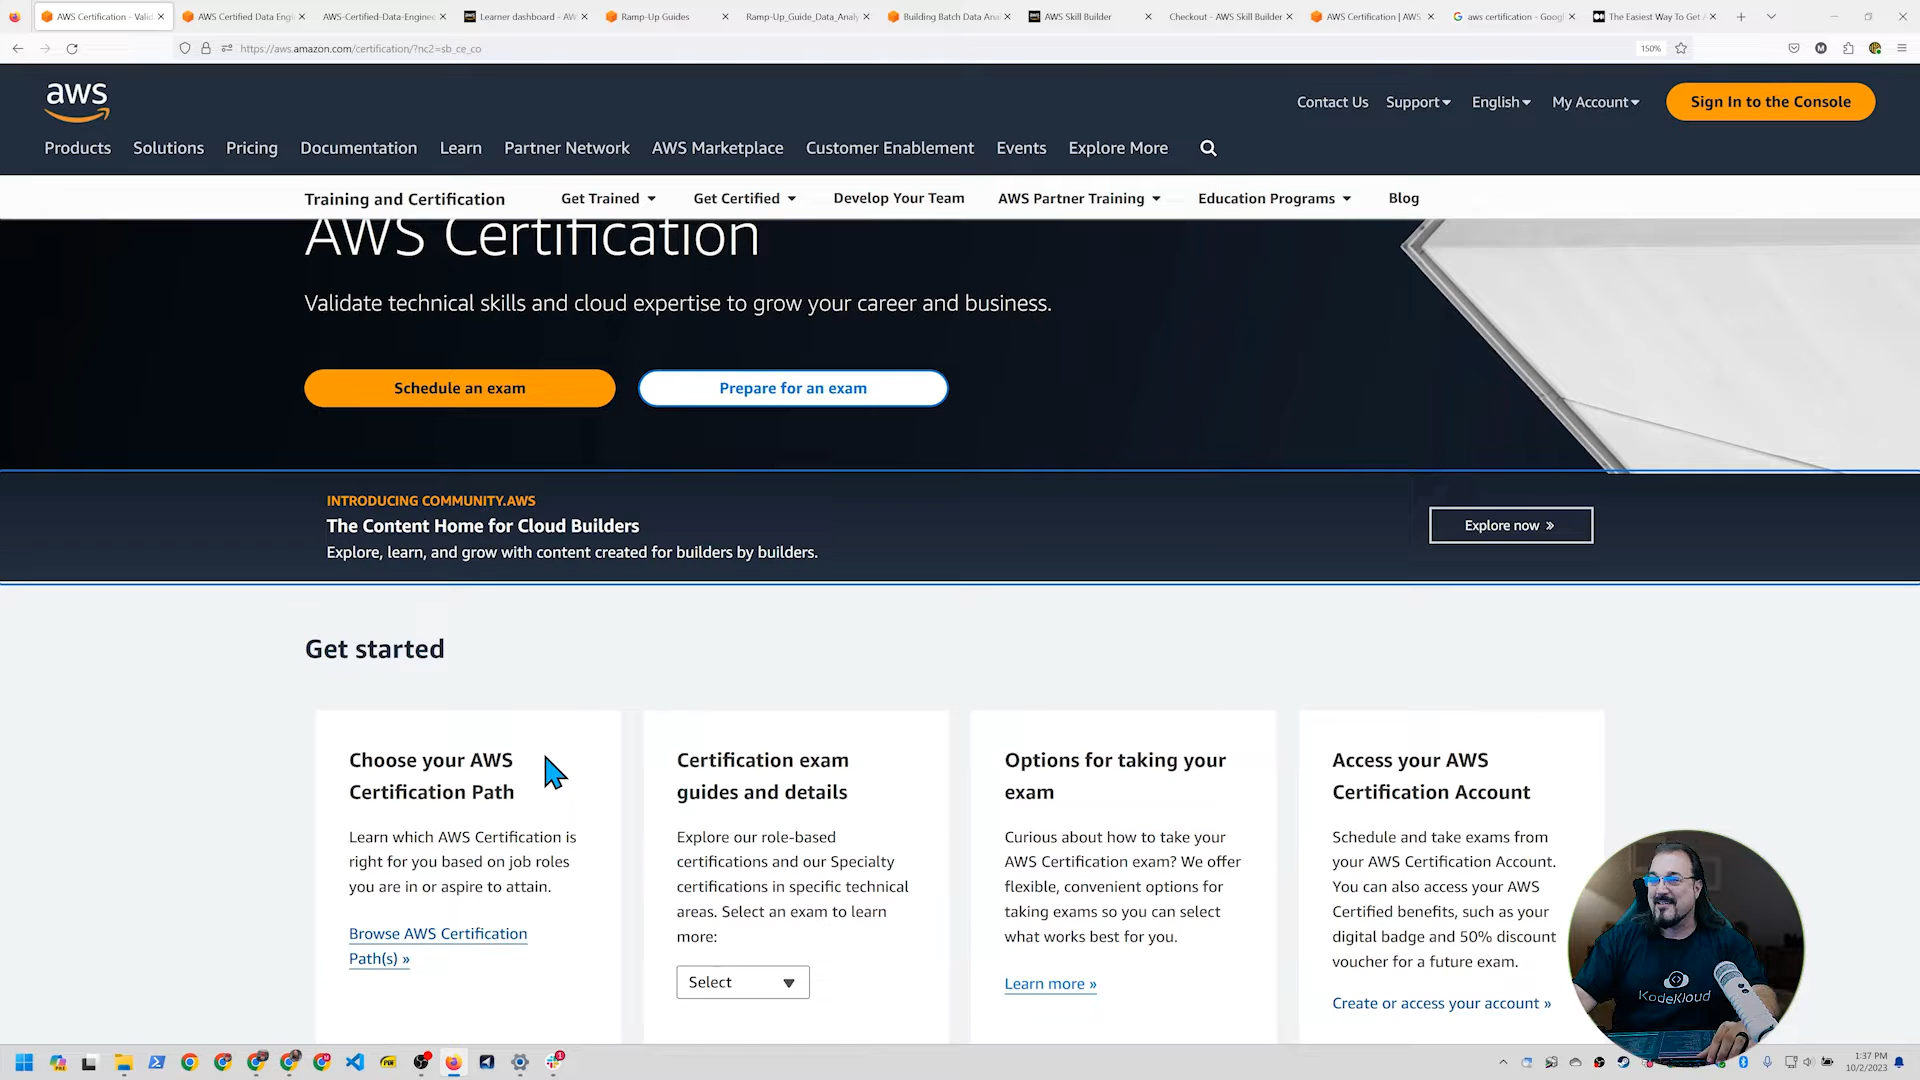 AWS Certification - Valid
AWS Certified Data Engi
AWS-Certified-Data-Enginee
Learner dashboard - AW
Ramp-Up Guides
Ramp-Up_Guide_Data_Analy
Building Batch Data Ana
AWS Skill Builder
Checkout - AWS Skill Builder
AWS Certification | AWS
aws certification - Googl
The Easiest Way To Get A
https://aws.amazon.com/certification/?nc2=sb_ce_co
150%
aws
Contact Us
Support
English
My Account
Sign In to the Console
Products
Solutions
Pricing
Documentation
Learn
Partner Network
AWS Marketplace
Customer Enablement
Events
Explore More
Training and Certification
Get Trained
Get Certified
Develop Your Team
AWS Partner Training
Education Programs
Blog
AWS Certification
Validate technical skills and cloud expertise to grow your career and business.
Schedule an exam
Prepare for an exam
INTRODUCING COMMUNITY.AWS
The Content Home for Cloud Builders
Explore, learn, and grow with content created for builders by builders.
Explore now »
Get started
Choose your AWS
Certification Path
Learn which AWS Certification is
right for you based on job roles
you are in or aspire to attain.
Browse AWS Certification
Path(s) »
Certification exam
guides and details
Explore our role-based
certifications and our Specialty
certifications in specific technical
areas. Select an exam to learn
more:
Select
Options for taking your
exam
Curious about how to take your
AWS Certification exam? We offer
flexible, convenient options for
taking exams so you can select
what works best for you.
Learn more »
Access your AWS
Certification Account
Schedule and take exams from
your AWS Certification Account.
You can also access your AWS
Certified benefits, such as your
digital badge and 50% discount
voucher for a future exam.
Create or access your account »
KodeKloud
1:37 PM
10/2/2023